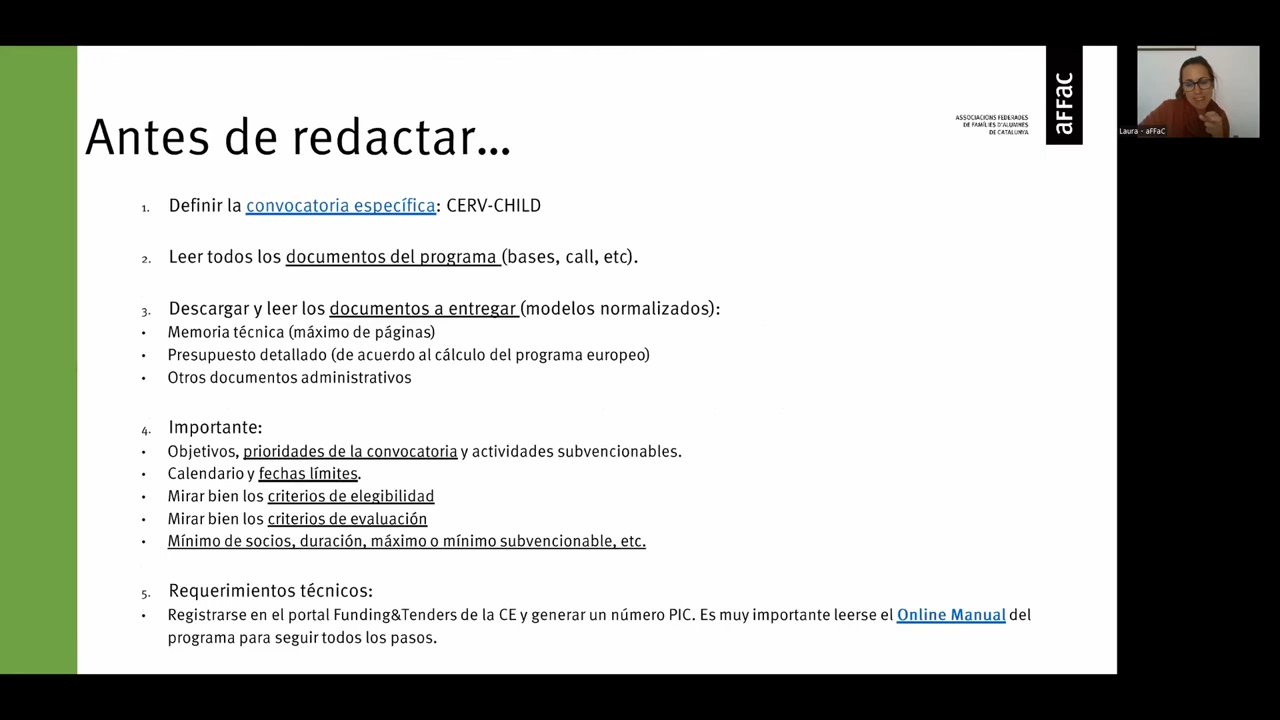 Antes de redactar...
ASSOCIACIONS FEDERADES
DE FAMÍLIES D'ALUMNES
DE CATALUNYA
aFFaC
Laura - aFFaC
1. Definir la convocatoria específica: CERV-CHILD
2. Leer todos los documentos del programa (bases, call, etc).
3. Descargar y leer los documentos a entregar (modelos normalizados):
• Memoria técnica (máximo de páginas)
• Presupuesto detallado (de acuerdo al cálculo del programa europeo)
• Otros documentos administrativos
4. Importante:
• Objetivos, prioridades de la convocatoria y actividades subvencionables.
• Calendario y fechas límites.
• Mirar bien los criterios de elegibilidad
• Mirar bien los criterios de evaluación
• Mínimo de socios, duración, máximo o mínimo subvencionable, etc.
5. Requerimientos técnicos:
• Registrarse en el portal Funding&Tenders de la CE y generar un número PIC. Es muy importante leerse el Online Manual del
programa para seguir todos los pasos.